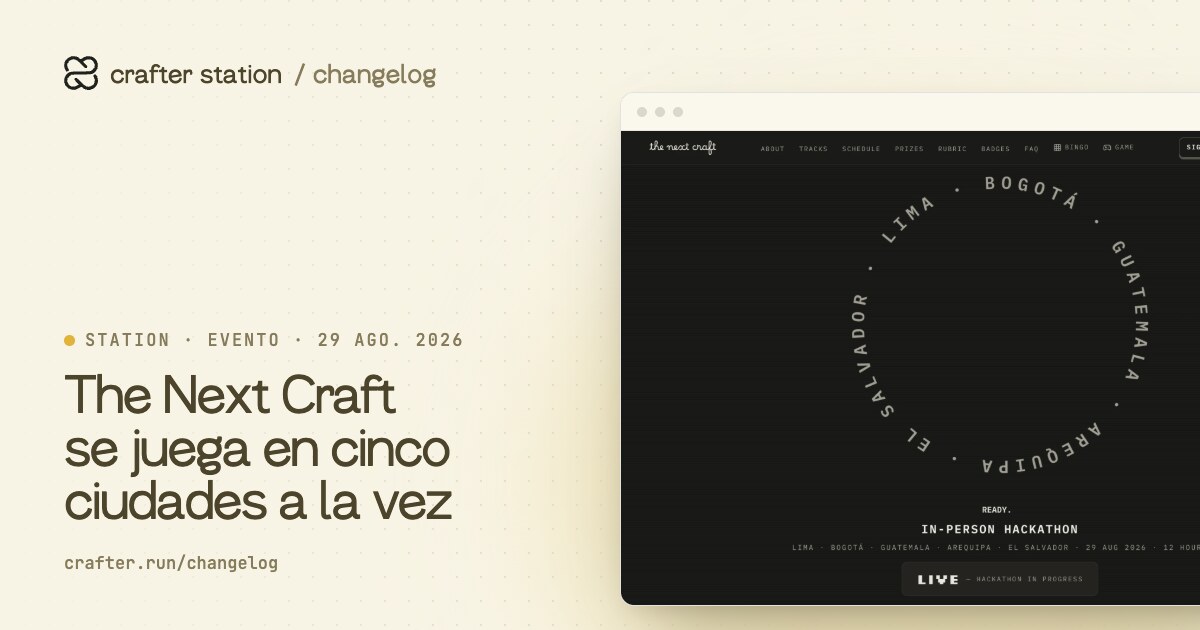 crafter station / changelog
STATION · EVENTO · 29 AGO. 2026
The Next Craft
se juega en cinco
ciudades a la vez
crafter.run/changelog
the next craft
ABOUT TRACKS SCHEDULE PRIZES RUBRIC BADGES FAQ BINGO GAME
LIMA · BOGOTÁ · GUATEMALA · AREQUIPA · EL SALVADOR ·
READY.
IN-PERSON HACKATHON
LIMA · BOGOTÁ · GUATEMALA · AREQUIPA · EL SALVADOR · 29 AUG 2026 · 12
LIVE — HACKATHON IN PROGRESS